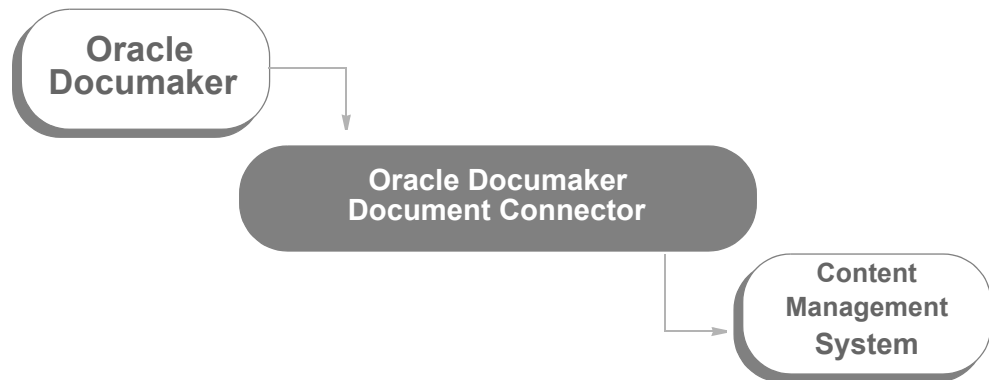 Oracle
Documaker
Oracle Documaker
Document Connector
Content
Management
System